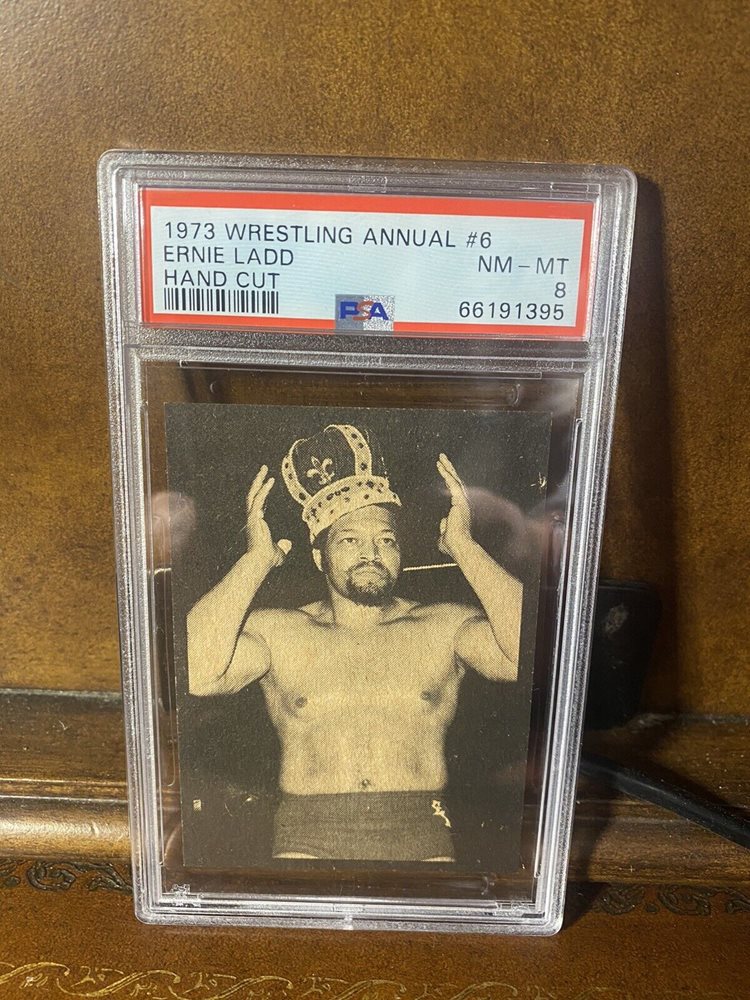 1973 WRESTLING ANNUAL #6
ERNIE LADD NM - MT
HAND CUT 8
PSA 66191395